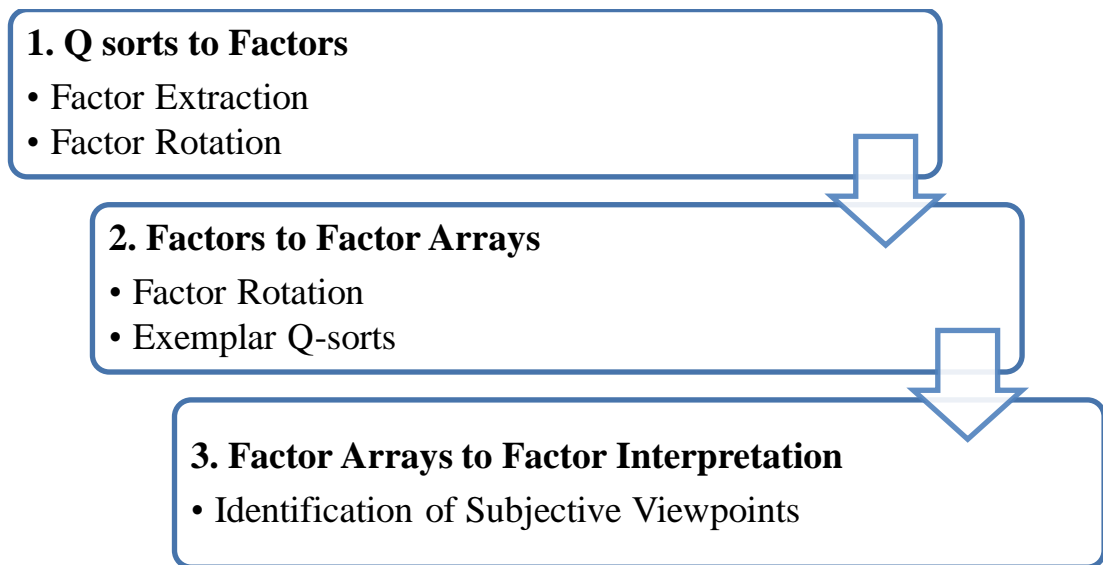 1. Q sorts to Factors
• Factor Extraction
• Factor Rotation
2. Factors to Factor Arrays
• Factor Rotation
• Exemplar Q-sorts
3. Factor Arrays to Factor Interpretation
• Identification of Subjective Viewpoints